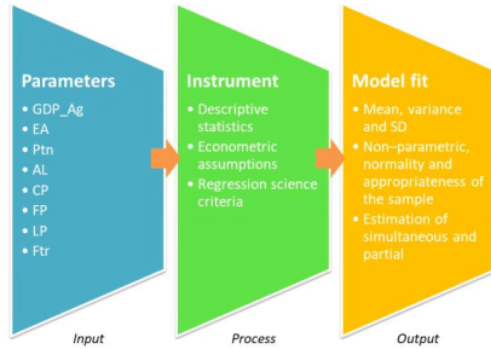 Parameters
• GDP_Ag
• EA
• Ptn
• AL
• CP
• FP
• LP
• Ftr
Input
Instrument
• Descriptive
statistics
• Econometric
assumptions
• Regression science
criteria
Process
Model fit
• Mean, variance
and SD
• Non–parametric,
normality and
appropriateness of
the sample
• Estimation of
simultaneous and
partial
Output